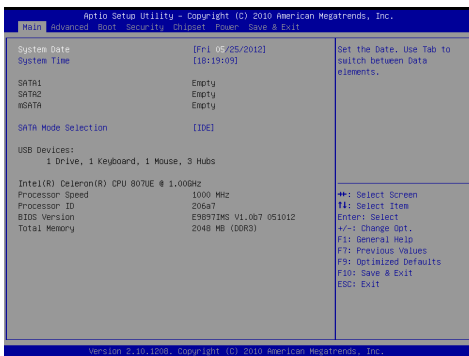 Aptio Setup Utility – Copyright (C) 2010 American Megatrends, Inc.
Main Advanced Boot Security Chipset Power Save & Exit
System Date [Fri 05/25/2012]
System Time [18:19:09]
SATA1 Empty
SATA2 Empty
mSATA Empty
SATA Mode Selection [IDE]
USB Devices:
1 Drive, 1 Keyboard, 1 Mouse, 3 Hubs
Intel(R) Celeron(R) CPU 807UE @ 1.00GHz
Processor Speed 1000 MHz
Processor ID 206a7
BIOS Version E9897IMS V1.0b7 051012
Total Memory 2048 MB (DDR3)
Set the Date. Use Tab to
switch between Data
elements.
↔: Select Screen
↑↓: Select Item
Enter: Select
+/-: Change Opt.
F1: General Help
F7: Previous Values
F9: Optimized Defaults
F10: Save & Exit
ESC: Exit
Version 2.10.1208. Copyright (C) 2010 American Megatrends, Inc.